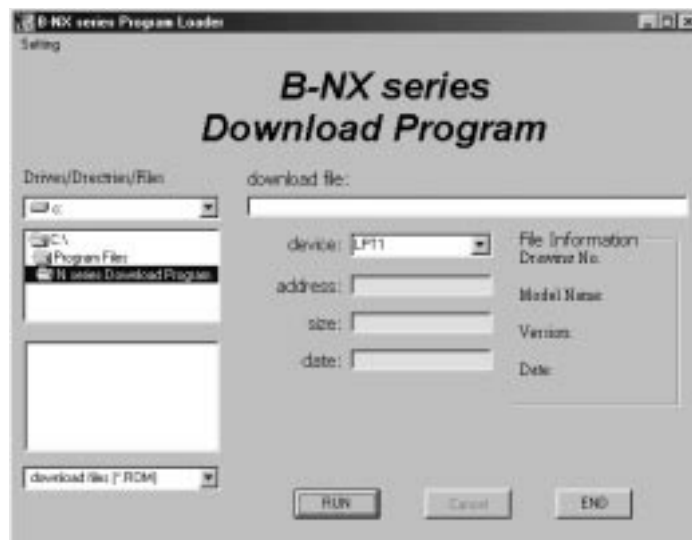 B-NX series Program Loader
Setting
B-NX series
Download Program
Drives/Directries/Files
download file:
c:
C:\
Program Files
N series Download Program
device: LPT1
address:
size:
date:
File Information
Drawing No.
Model Name:
Version:
Date:
download files (*.ROM)
RUN
Cancel
END